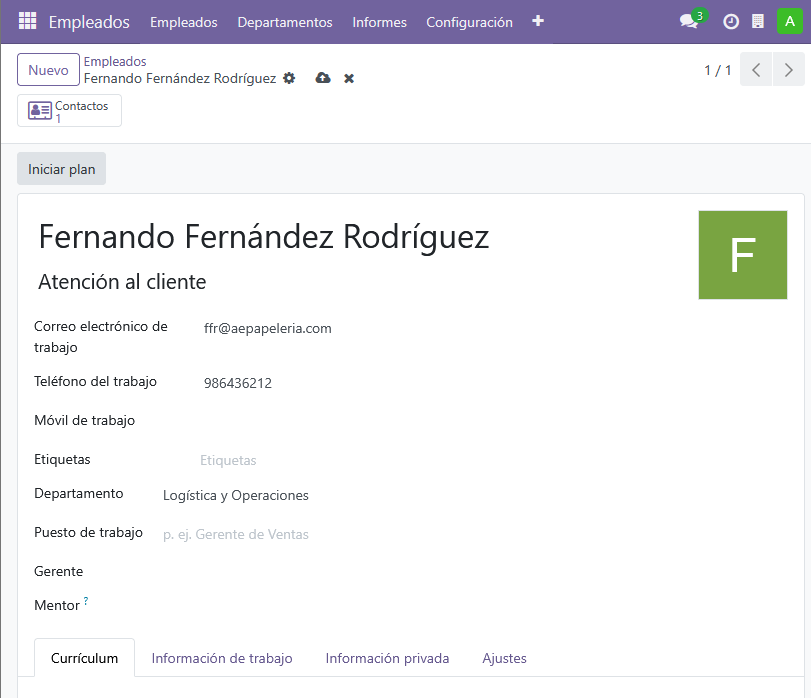 Empleados Empleados Departamentos Informes Configuración + 3 A
Nuevo Empleados
Fernando Fernández Rodríguez 1 / 1
Contactos
1
Iniciar plan
Fernando Fernández Rodríguez
F
Atención al cliente
Correo electrónico de trabajo ffr@aepapeleria.com
Teléfono del trabajo 986436212
Móvil de trabajo
Etiquetas Etiquetas
Departamento Logística y Operaciones
Puesto de trabajo p. ej. Gerente de Ventas
Gerente
Mentor ?
Currículum Información de trabajo Información privada Ajustes